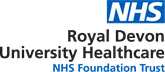 NHS
Royal Devon
University Healthcare
NHS Foundation Trust